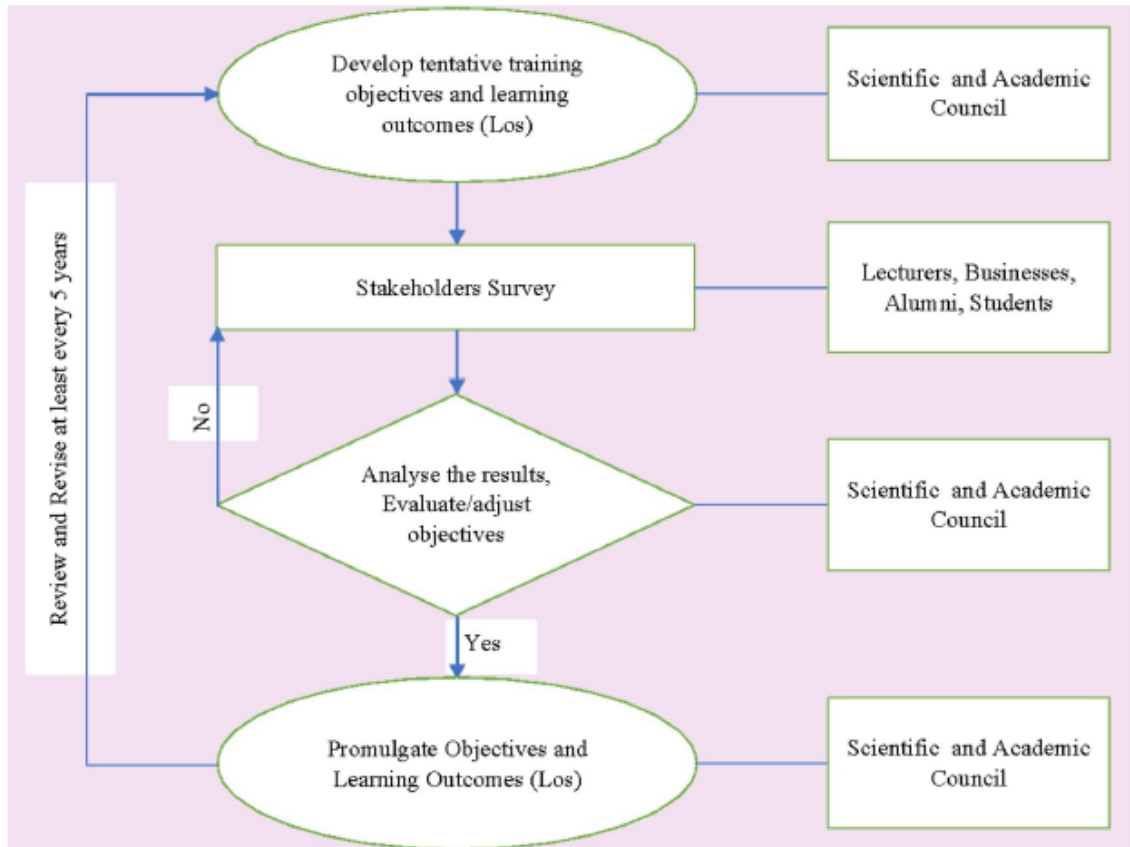 Develop tentative training
objectives and learning
outcomes (Los)
Scientific and Academic
Council
Stakeholders Survey
Lecturers, Businesses,
Alumni, Students
Review and Revise at least every 5 years
No
Analyse the results,
Evaluate/adjust
objectives
Scientific and Academic
Council
Yes
Promulgate Objectives and
Learning Outcomes (Los)
Scientific and Academic
Council